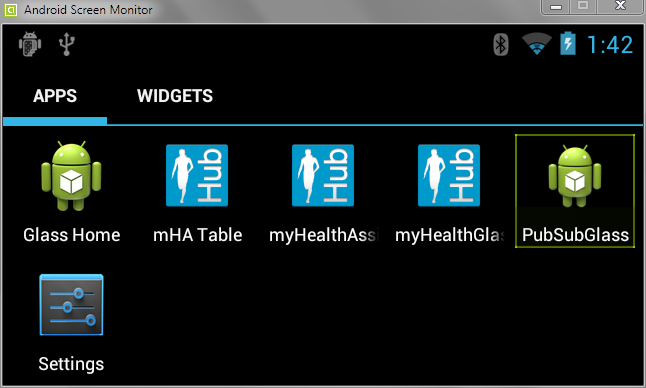 Android Screen Monitor
1:42
APPS WIDGETS
Hub Hub Hub
Glass Home mHA Table myHealthAssi myHealthGlas PubSubGlass
Settings